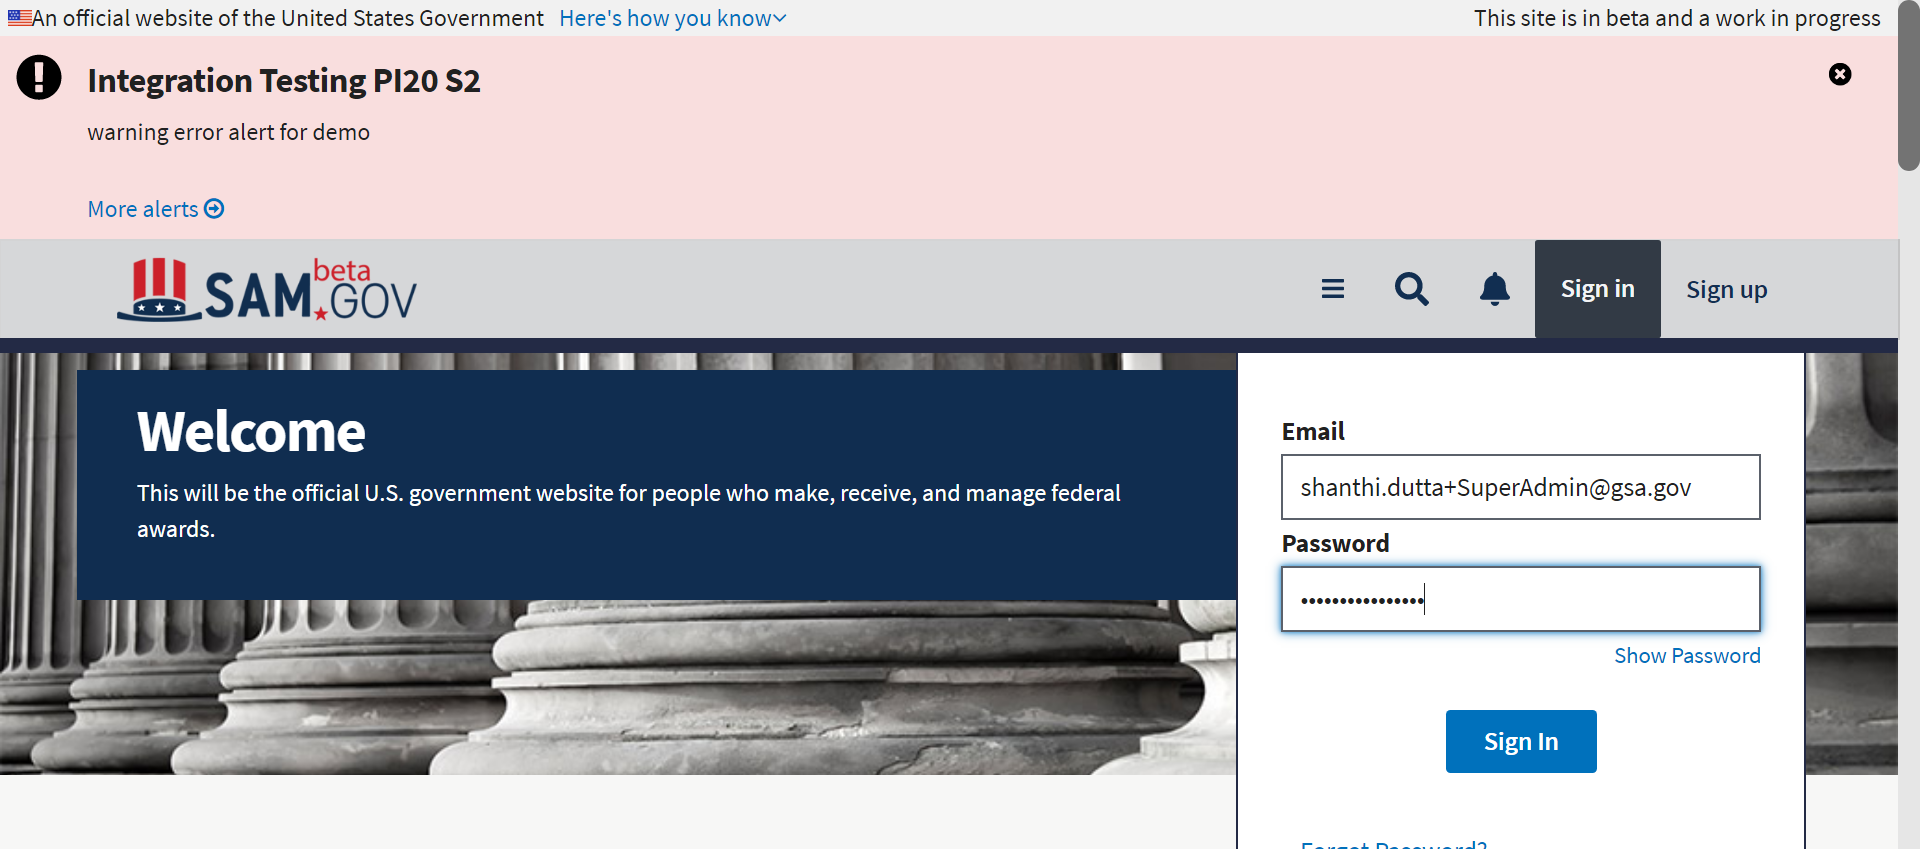 An official website of the United States Government Here's how you know
This site is in beta and a work in progress
Integration Testing PI20 S2
warning error alert for demo
More alerts
SAM.GOV beta
Sign in
Sign up
Welcome
This will be the official U.S. government website for people who make, receive, and manage federal
awards.
Email
shanthi.dutta+SuperAdmin@gsa.gov
Password
••••••••••••••••
Show Password
Sign In
Forgot Password?